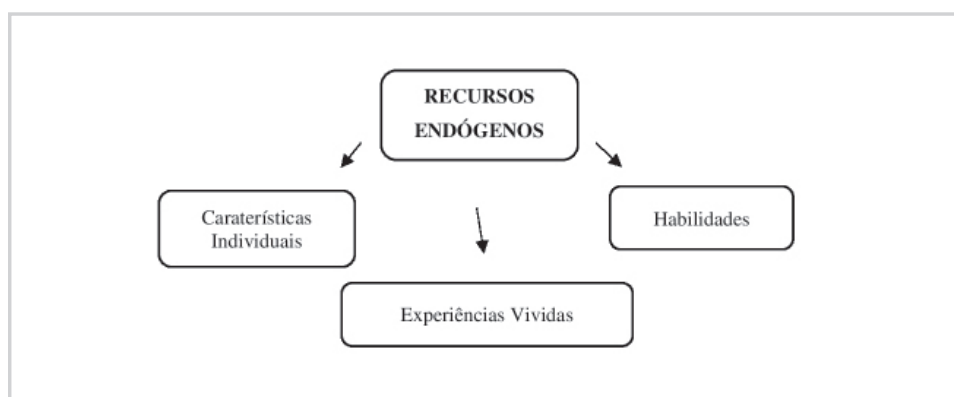 RECURSOS
ENDÓGENOS
Caraterísticas
Individuais
Habilidades
Experiências Vividas